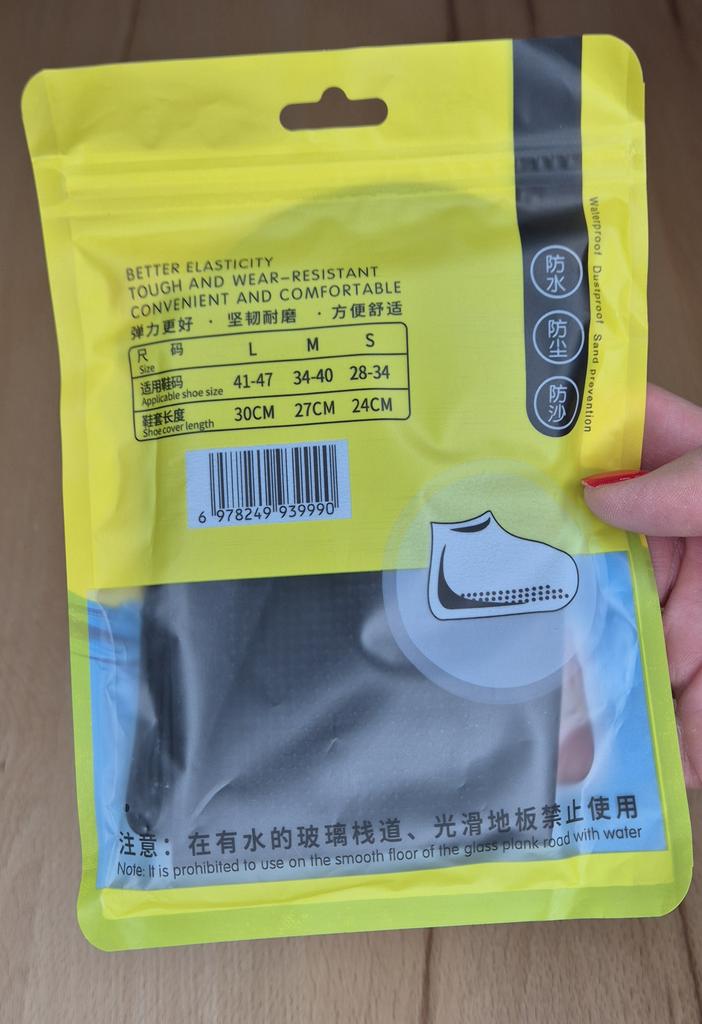 BETTER ELASTICITY
TOUGH AND WEAR-RESISTANT
CONVENIENT AND COMFORTABLE
弹力更好 · 坚韧耐磨 · 方便舒适
尺 码 L M S
Size
适用鞋码 41-47 34-40 28-34
Applicable shoe size
鞋套长度 30CM 27CM 24CM
Shoe cover length
6 978249 939990
防水
防尘
防沙
Waterproof Dustproof Sand prevention
注意：在有水的玻璃栈道、光滑地板禁止使用
Note: It is prohibited to use on the smooth floor of the glass plank road with water